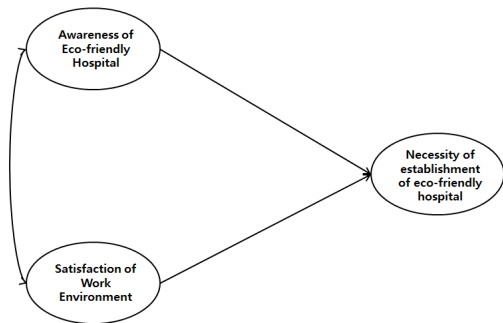 Awareness of
Eco-friendly
Hospital
Necessity of
establishment
of eco-friendly
hospital
Satisfaction of
Work
Environment